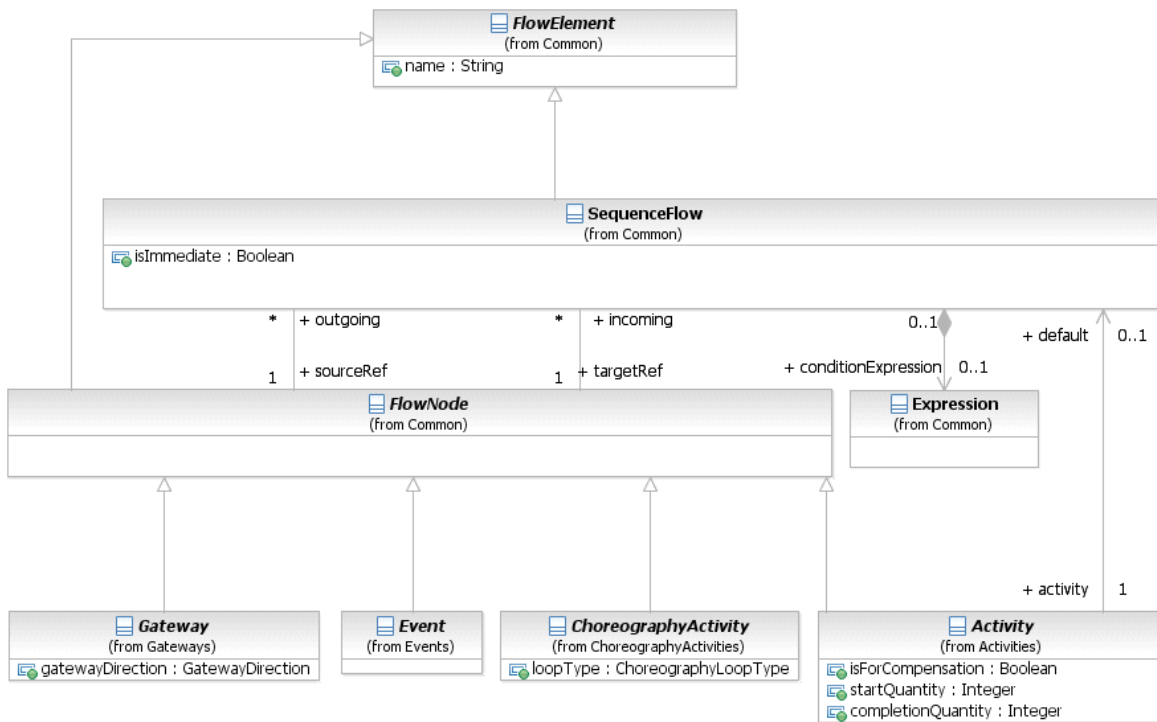 FlowElement
(from Common)
name : String
SequenceFlow
(from Common)
isImmediate : Boolean
* + outgoing
* + incoming
0..1
+ default 0..1
1 + sourceRef
1 + targetRef
+ conditionExpression 0..1
FlowNode
(from Common)
Expression
(from Common)
+ activity 1
Gateway
(from Gateways)
gatewayDirection : GatewayDirection
Event
(from Events)
ChoreographyActivity
(from ChoreographyActivities)
loopType : ChoreographyLoopType
Activity
(from Activities)
isForCompensation : Boolean
startQuantity : Integer
completionQuantity : Integer